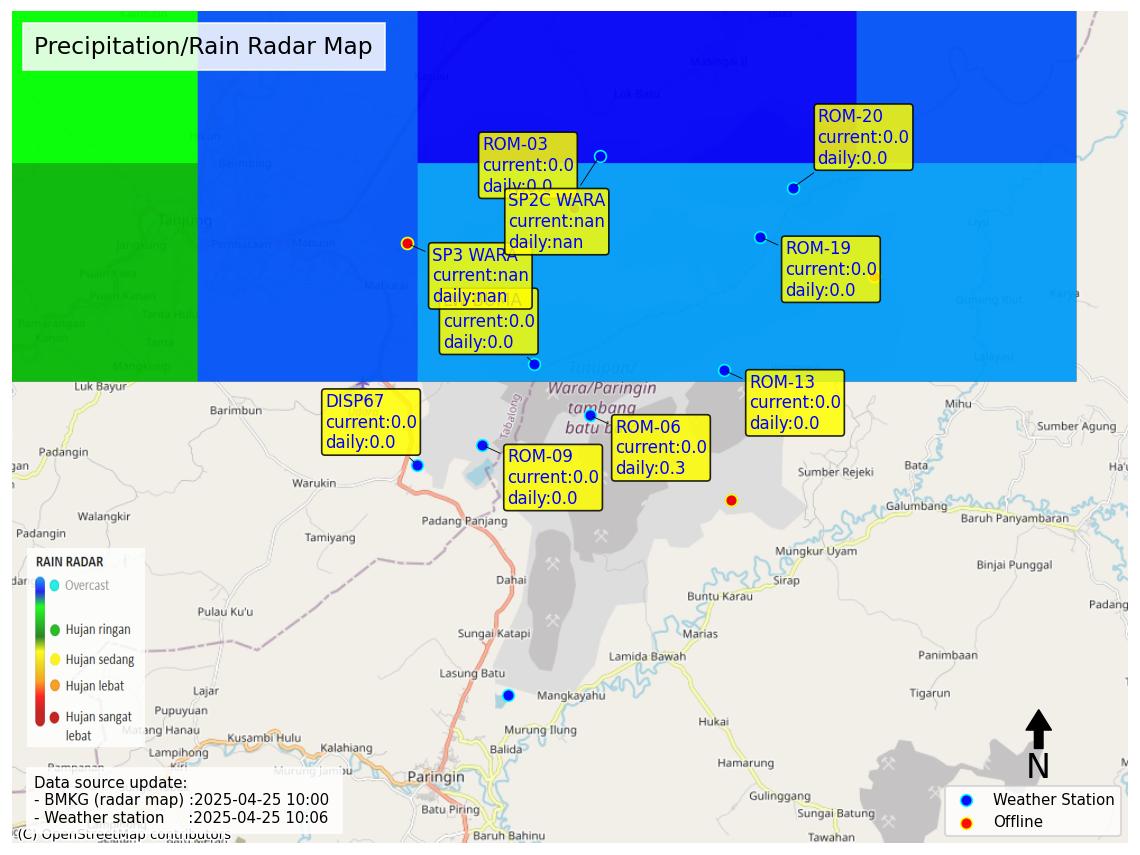 Precipitation/Rain Radar Map
ROM-20
current:0.0
daily:0.0
ROM-03
current:0.0
daily:0.0
SP2C WARA
current:nan
daily:nan
SP3 WARA
current:nan
daily:nan
current:0.0
daily:0.0
ROM-19
current:0.0
daily:0.0
ROM-13
current:0.0
daily:0.0
DISP67
current:0.0
daily:0.0
ROM-06
current:0.0
daily:0.3
ROM-09
current:0.0
daily:0.0
Tanjung
Mabuun
Maburai
Wara/Paringin
tambang
batu
Tabalong
Luk Bayur
Barimbun
Mihu
Sumber Agung
Padangin
Warukin
Sumber Rejeki
Bata
Galumbang
Baruh Panyambaran
Walangkir
Padangin
Tamiyang
Padang Panjang
Mungkur Uyam
Binjai Punggal
Dahai
Sirap
Buntu Karau
Pulau Ku'u
Sungai Katapi
Marias
Lamida Bawah
Panimbaan
Lasung Batu
Lajar
Mangkayahu
Tigarun
Pupuyuan
Matang Hanau
Murung Ilung
Hukai
Kusambi Hulu
Kalahiang
Lampihong
Balida
Hamarung
Murung Jambu
Paringin
Gulinggang
Batu Piring
Sungai Batung
Baruh Bahinu
Tawahan
RAIN RADAR
Overcast
Hujan ringan
Hujan sedang
Hujan lebat
Hujan sangat
lebat
Data source update:
- BMKG (radar map) :2025-04-25 10:00
- Weather station :2025-04-25 10:06
(C) OpenStreetMap contributors
N
Weather Station
Offline